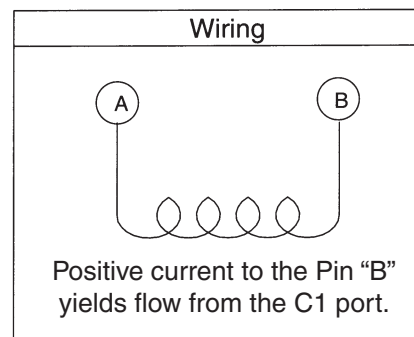 Wiring
A
B
Positive current to the Pin “B”
yields flow from the C1 port.